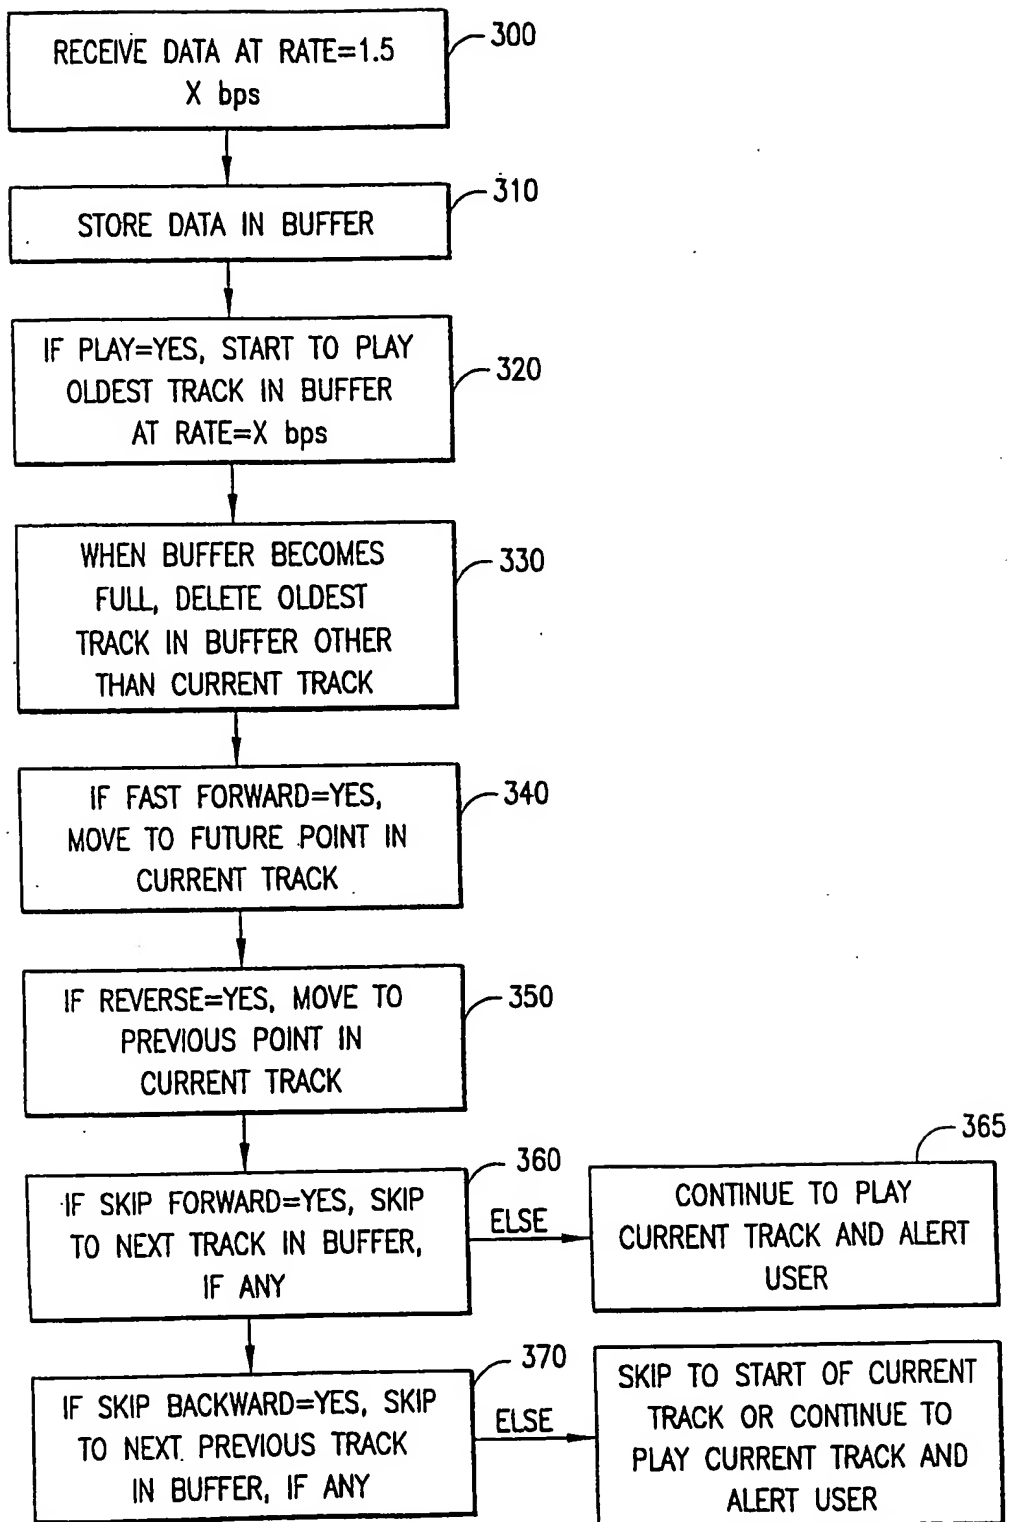 RECEIVE DATA AT RATE=1.5
X bps
300
STORE DATA IN BUFFER
310
IF PLAY=YES, START TO PLAY
OLDEST TRACK IN BUFFER
AT RATE=X bps
320
WHEN BUFFER BECOMES
FULL, DELETE OLDEST
TRACK IN BUFFER OTHER
THAN CURRENT TRACK
330
IF FAST FORWARD=YES,
MOVE TO FUTURE POINT IN
CURRENT TRACK
340
IF REVERSE=YES, MOVE TO
PREVIOUS POINT IN
CURRENT TRACK
350
IF SKIP FORWARD=YES, SKIP
TO NEXT TRACK IN BUFFER,
IF ANY
360
ELSE
CONTINUE TO PLAY
CURRENT TRACK AND ALERT
USER
365
IF SKIP BACKWARD=YES, SKIP
TO NEXT PREVIOUS TRACK
IN BUFFER, IF ANY
370
ELSE
SKIP TO START OF CURRENT
TRACK OR CONTINUE TO
PLAY CURRENT TRACK AND
ALERT USER